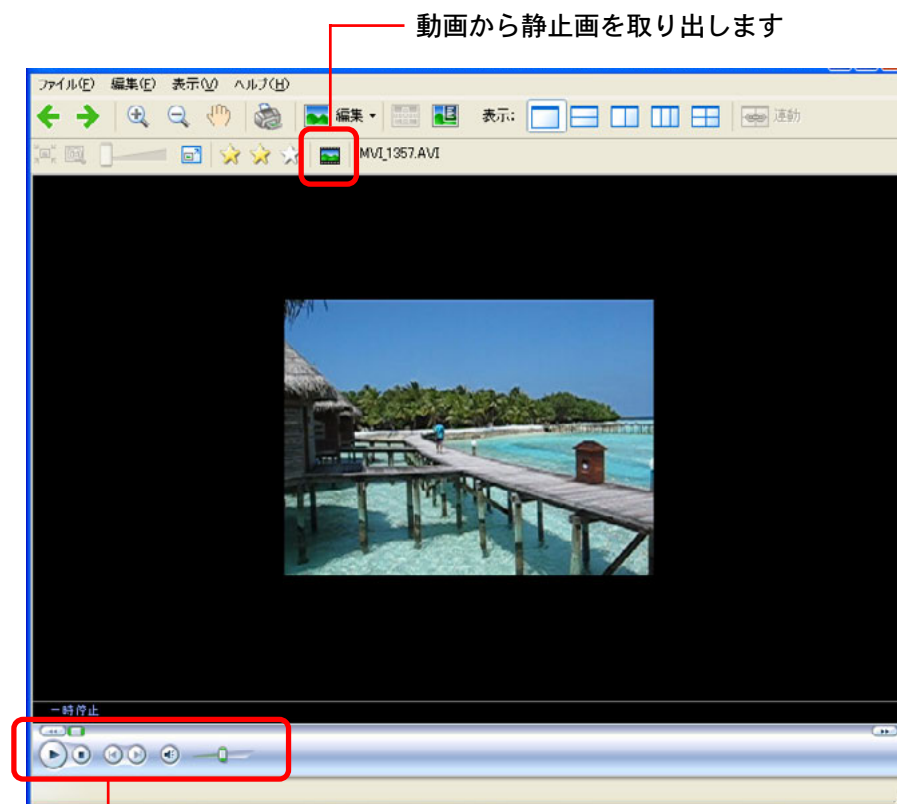 動画から静止画を取り出します
ファイル(F) 編集(E) 表示(V) ヘルプ(H)
編集 表示: 連動
MVI_1357.AVI
一時停止